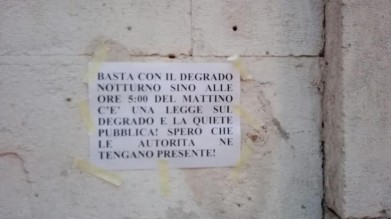 BASTA CON IL DEGRADO
NOTTURNO SINO ALLE
ORE 5:00 DEL MATTINO
C'E' UNA LEGGE SUL
DEGRADO E LA QUIETE
PUBBLICA! SPERO CHE
LE AUTORITA NE
TENGANO PRESENTE!